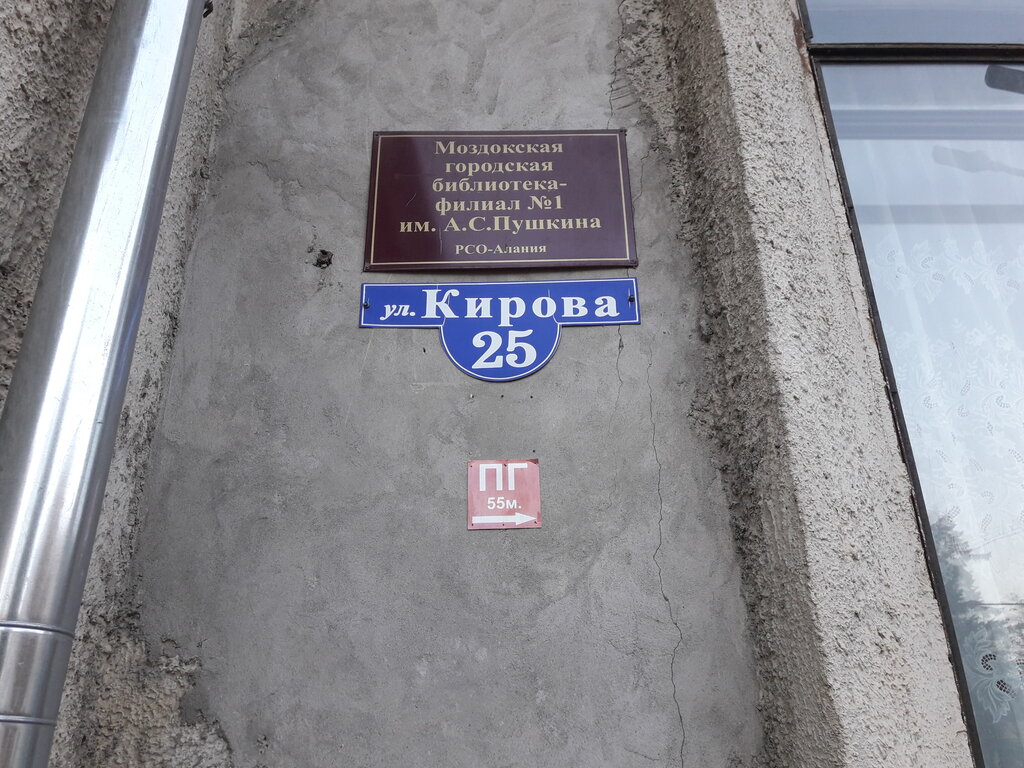 Моздокская
городская
библиотека-
филиал №1
им. А.С.Пушкина
РСО-Алания
ул. Кирова
25
ПГ
55м.